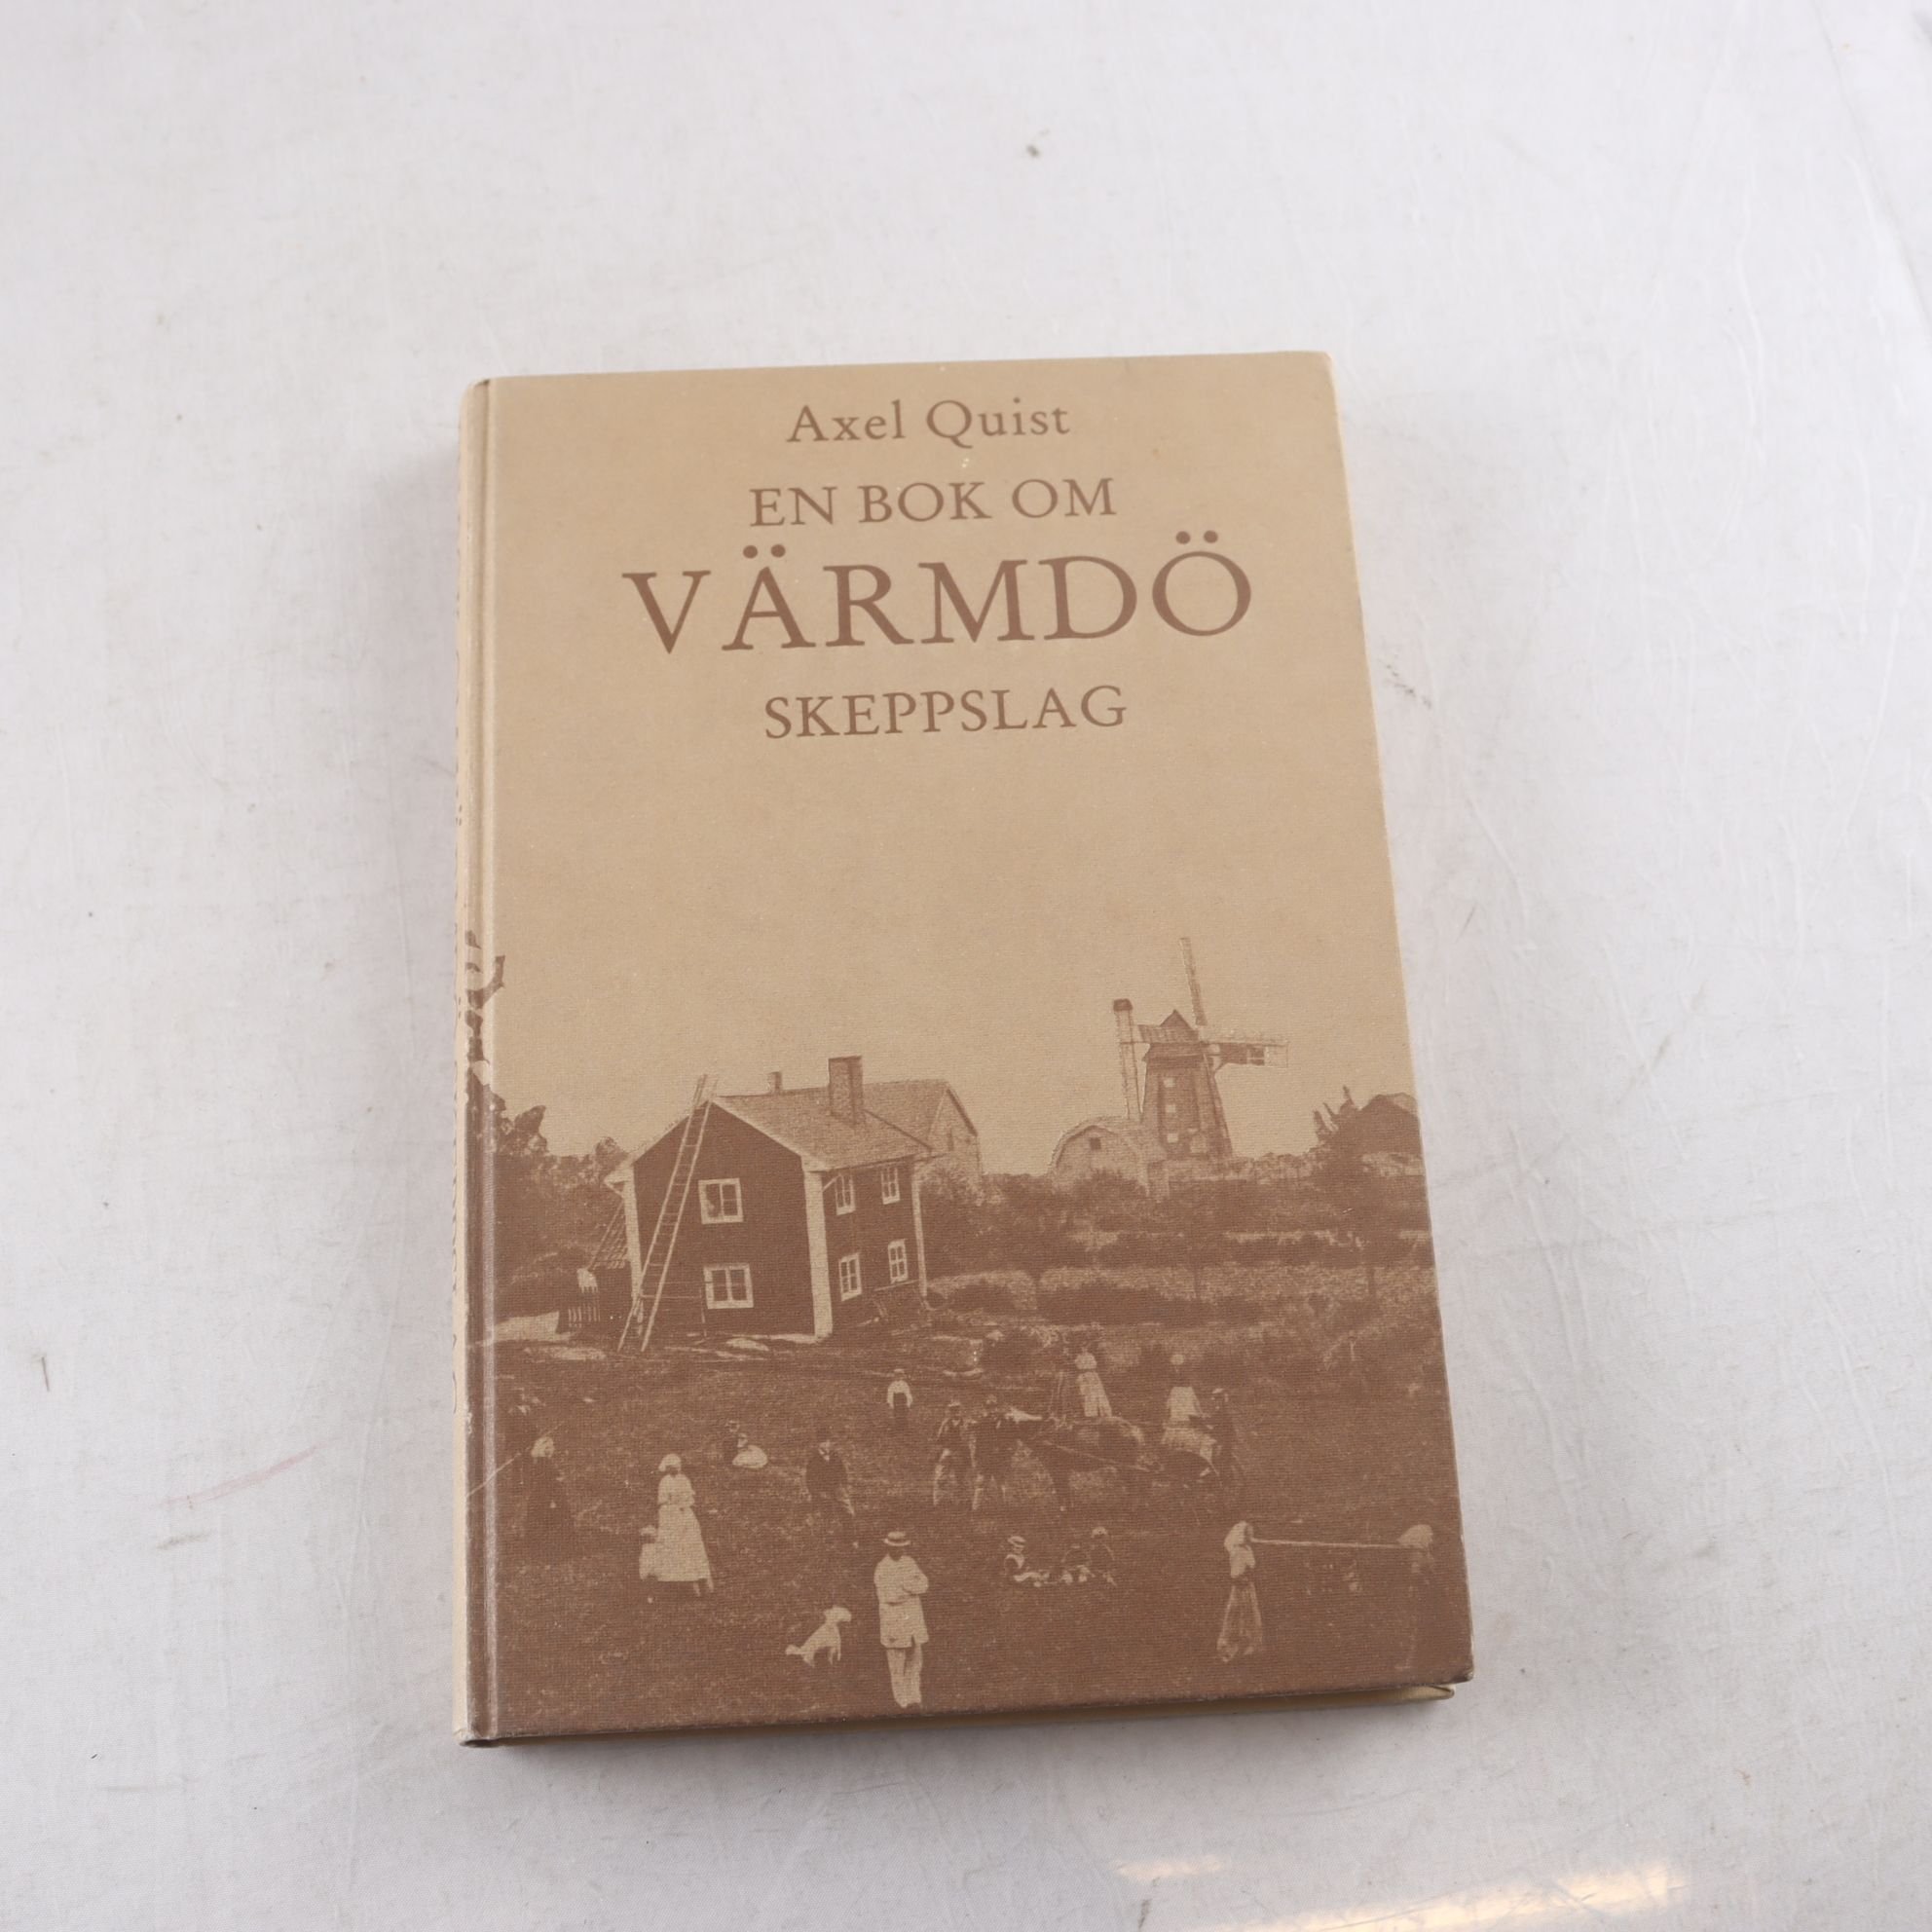 Axel Quist
EN BOK OM
VÄRMDÖ
SKEPPSLAG